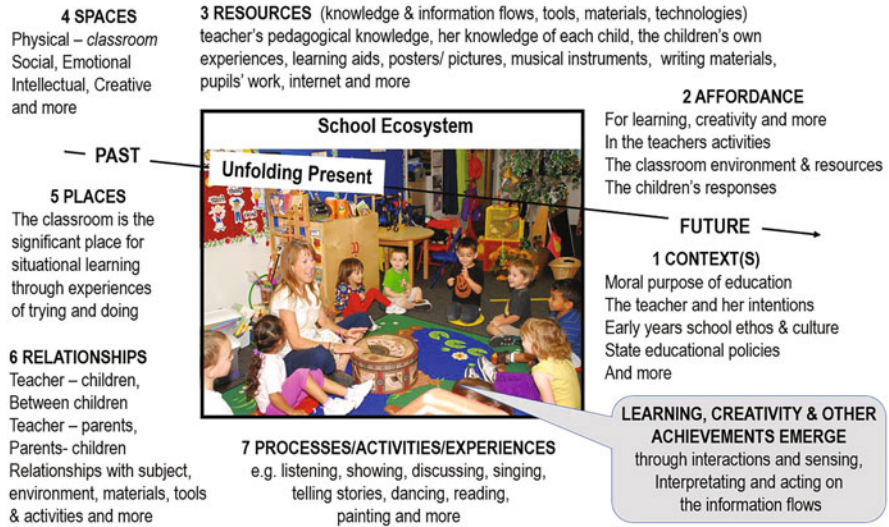 4 SPACES
Physical – classroom
Social, Emotional
Intellectual, Creative
and more
3 RESOURCES (knowledge & information flows, tools, materials, technologies)
teacher's pedagogical knowledge, her knowledge of each child, the children's own
experiences, learning aids, posters/ pictures, musical instruments, writing materials,
pupils' work, internet and more
2 AFFORDANCE
For learning, creativity and more
In the teachers activities
The classroom environment & resources
The children's responses
School Ecosystem
PAST
Unfolding Present
FUTURE
5 PLACES
The classroom is the
significant place for
situational learning
through experiences
of trying and doing
1 CONTEXT(S)
Moral purpose of education
The teacher and her intentions
Early years school ethos & culture
State educational policies
And more
6 RELATIONSHIPS
Teacher – children,
Between children
Teacher – parents,
Parents- children
Relationships with subject,
environment, materials, tools
& activities and more
7 PROCESSES/ACTIVITIES/EXPERIENCES
e.g. listening, showing, discussing, singing,
telling stories, dancing, reading,
painting and more
LEARNING, CREATIVITY & OTHER
ACHIEVEMENTS EMERGE
through interactions and sensing,
Interpretating and acting on
the information flows